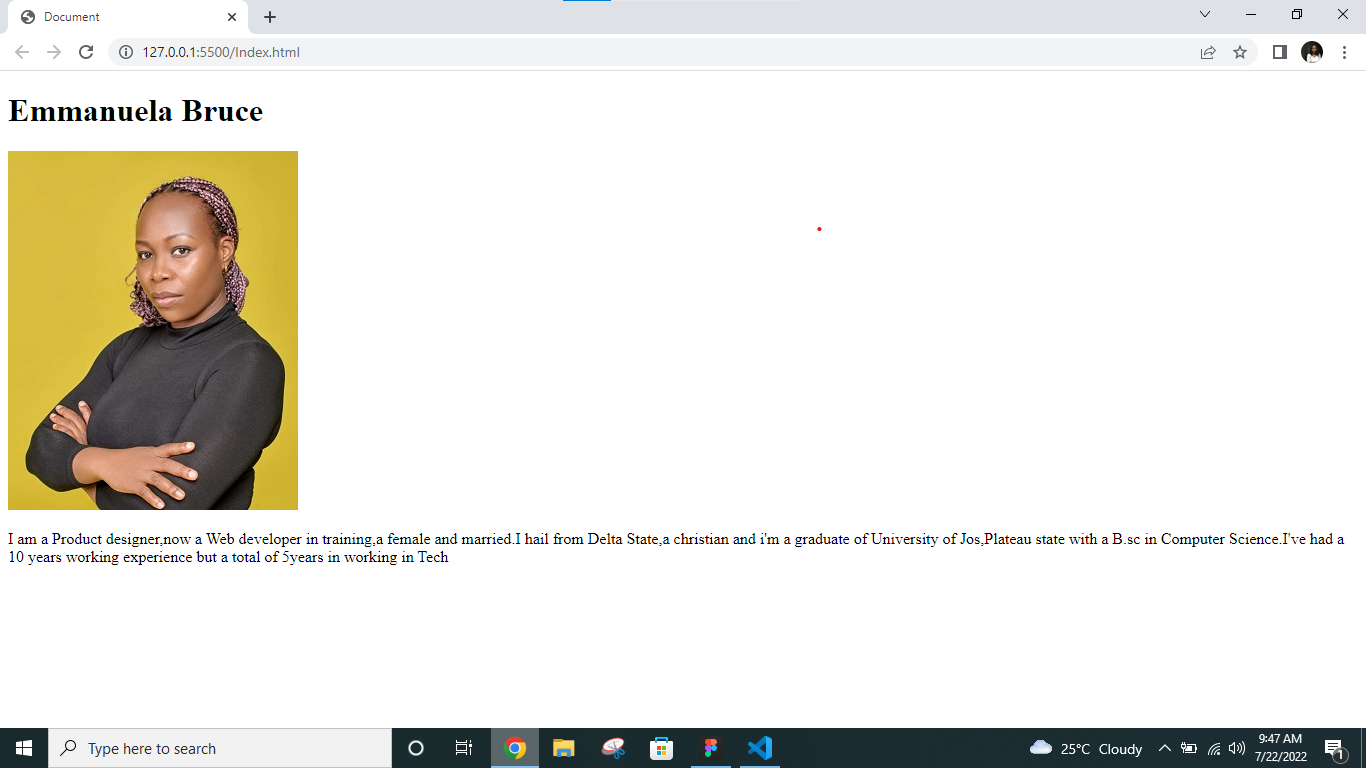 Document
127.0.0.1:5500/Index.html
Emmanuela Bruce
I am a Product designer,now a Web developer in training,a female and married.I hail from Delta State,a christian and i'm a graduate of University of Jos,Plateau state with a B.sc in Computer Science.I've had a
10 years working experience but a total of 5years in working in Tech
Type here to search
25°C Cloudy
9:47 AM
7/22/2022
1